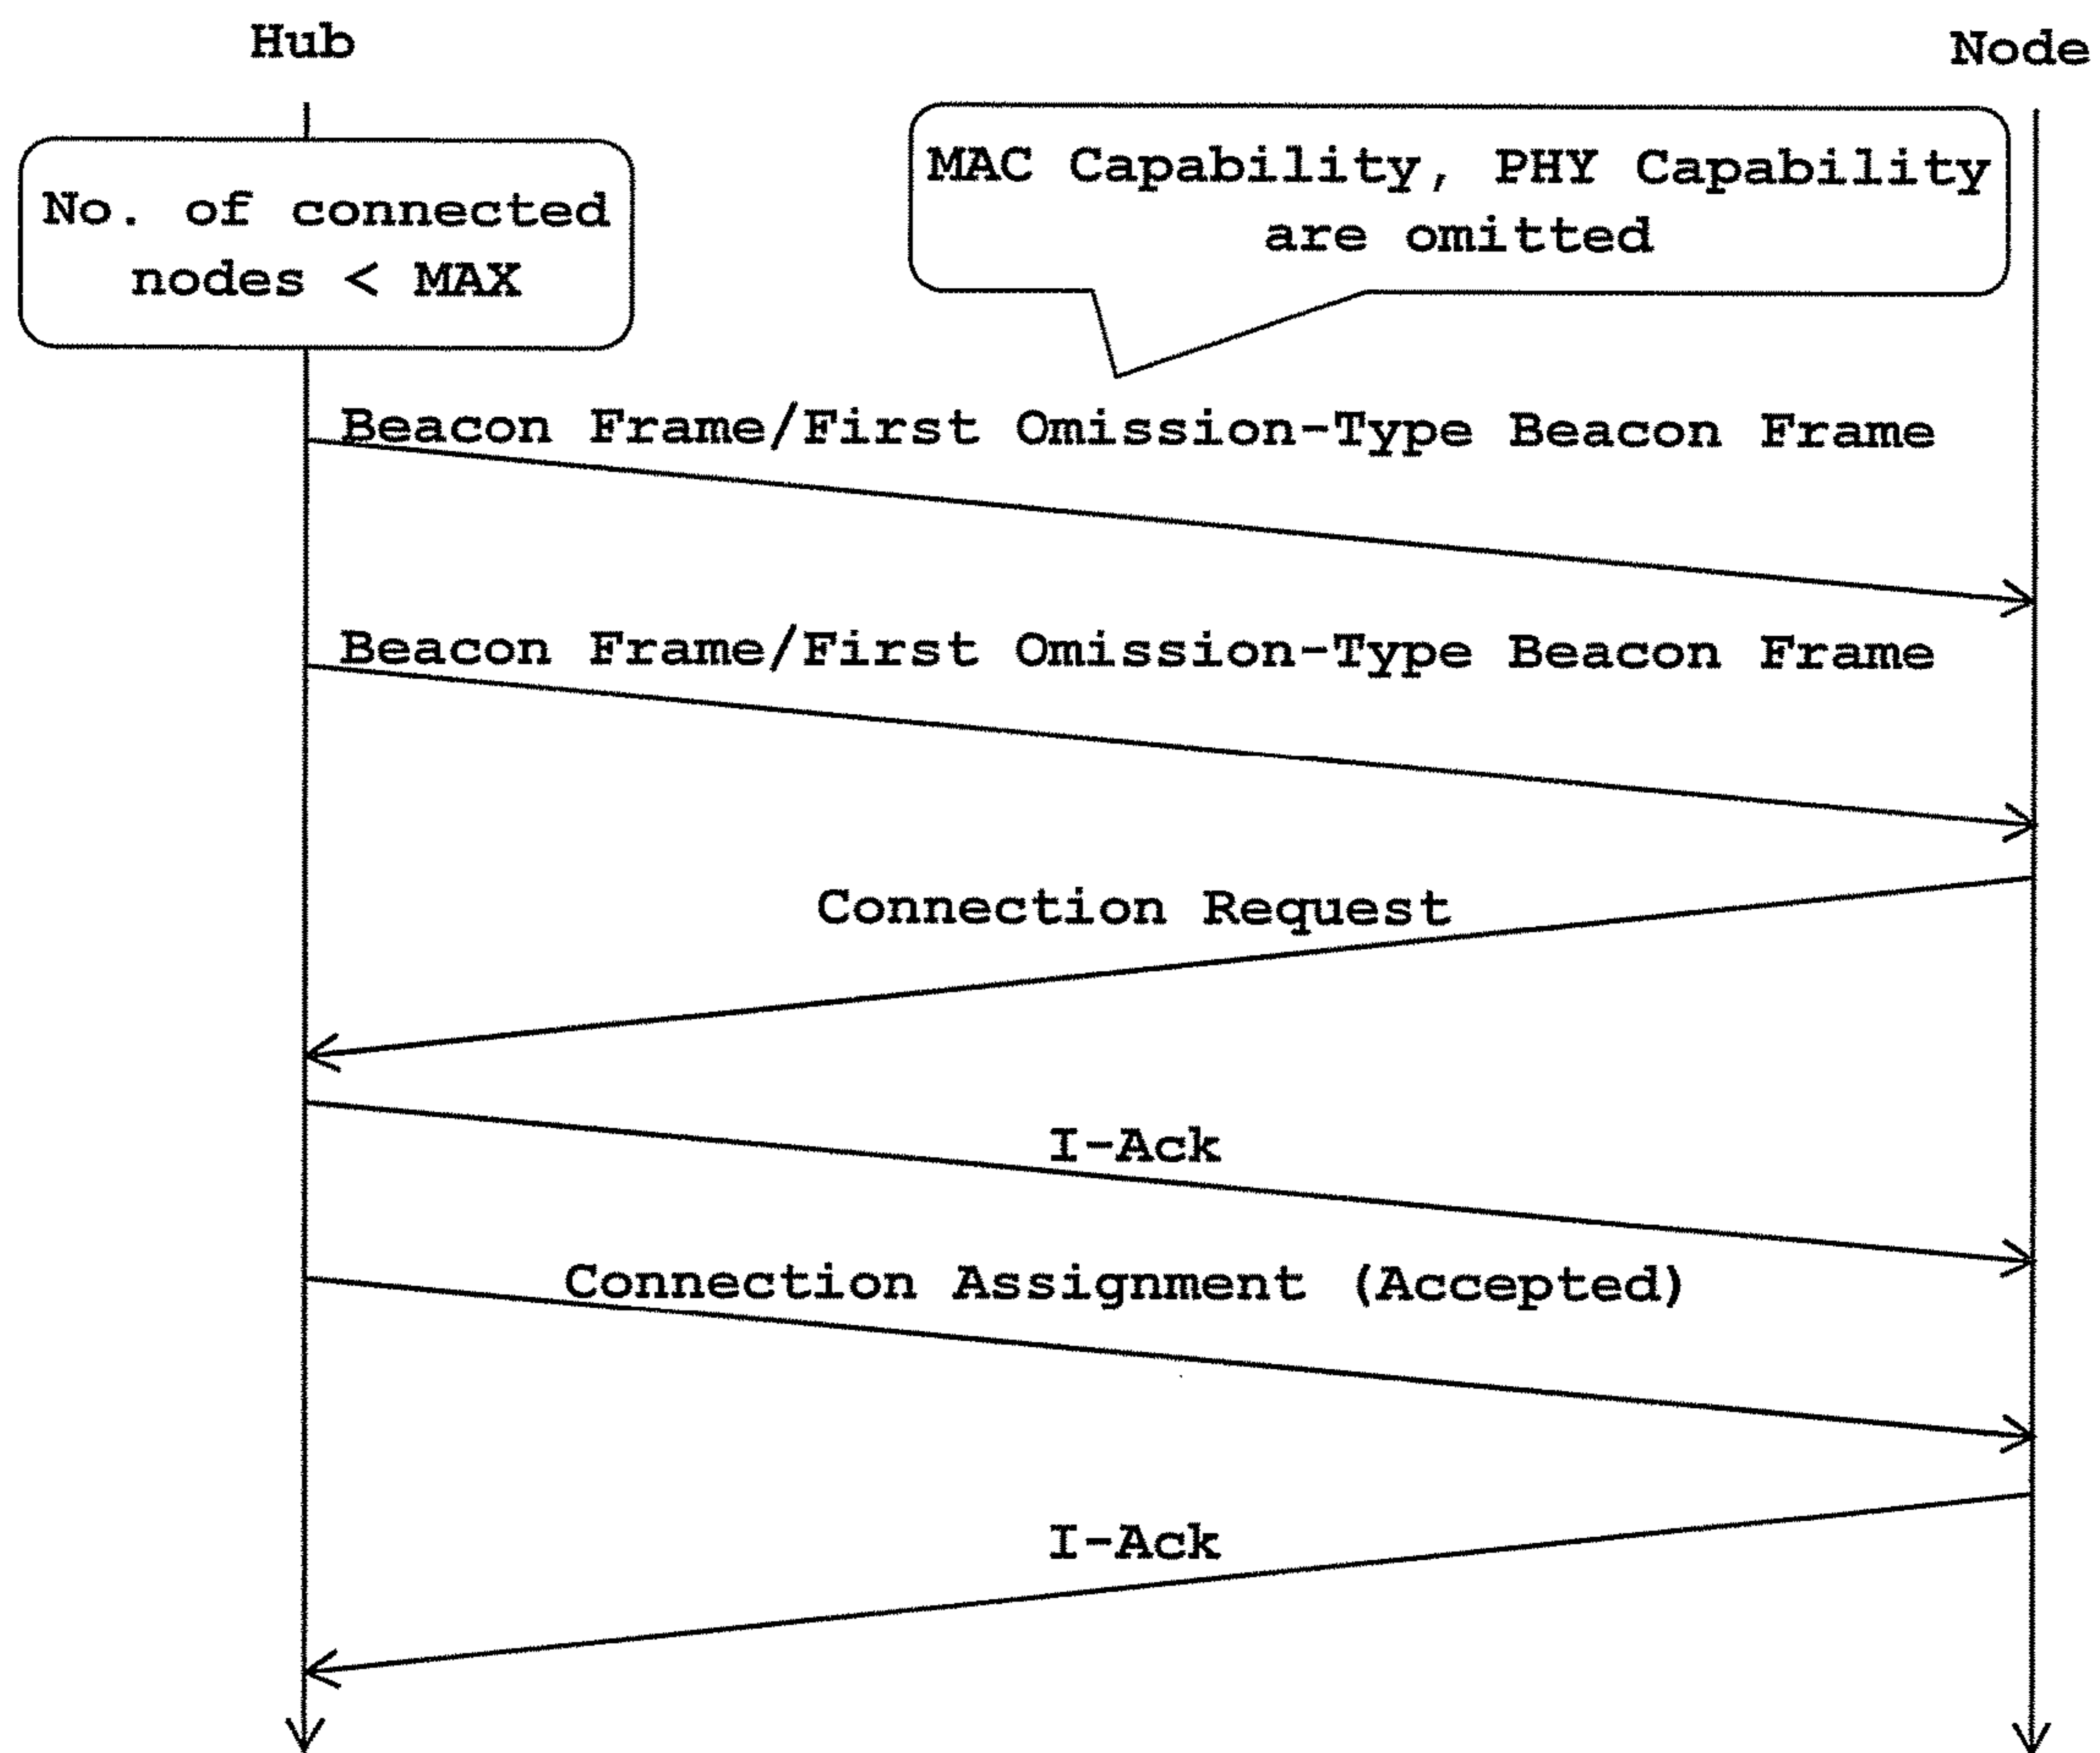 Hub
Node
No. of connected
nodes < MAX
MAC Capability, PHY Capability
are omitted
Beacon Frame/First Omission-Type Beacon Frame
Beacon Frame/First Omission-Type Beacon Frame
Connection Request
I-Ack
Connection Assignment (Accepted)
I-Ack